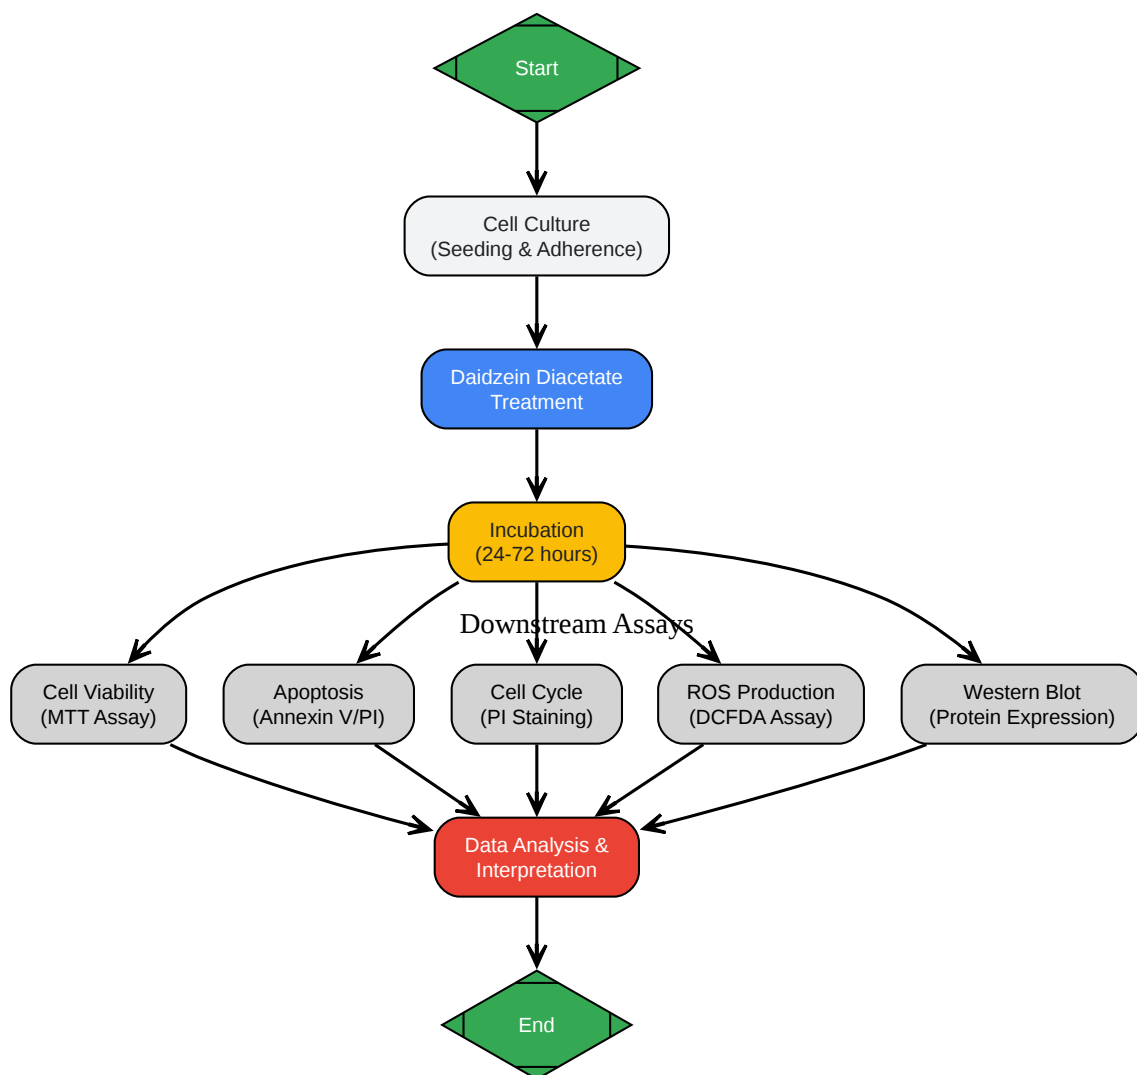 Start
Cell Culture
(Seeding & Adherence)
Daidzein Diacetate
Treatment
Incubation
(24-72 hours)
Downstream Assays
Cell Viability
(MTT Assay)
Apoptosis
(Annexin V/PI)
Cell Cycle
(PI Staining)
ROS Production
(DCFDA Assay)
Western Blot
(Protein Expression)
Data Analysis &
Interpretation
End